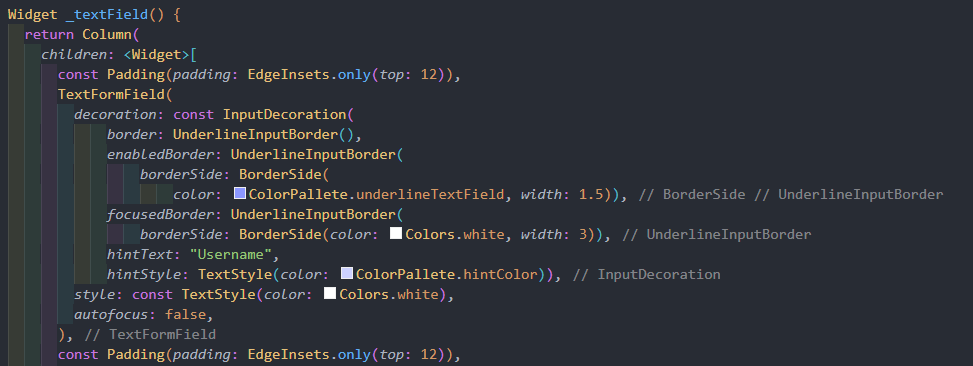 Widget _textField() {
return Column(
children: <Widget>[
const Padding(padding: EdgeInsets.only(top: 12)),
TextFormField(
decoration: const InputDecoration(
border: UnderlineInputBorder(),
enabledBorder: UnderlineInputBorder(
borderSide: BorderSide(
color: ColorPallete.underlineTextField, width: 1.5)), // BorderSide // UnderlineInputBorder
focusedBorder: UnderlineInputBorder(
borderSide: BorderSide(color: Colors.white, width: 3)), // UnderlineInputBorder
hintText: "Username",
hintStyle: TextStyle(color: ColorPallete.hintColor)), // InputDecoration
style: const TextStyle(color: Colors.white),
autofocus: false,
), // TextFormField
const Padding(padding: EdgeInsets.only(top: 12)),